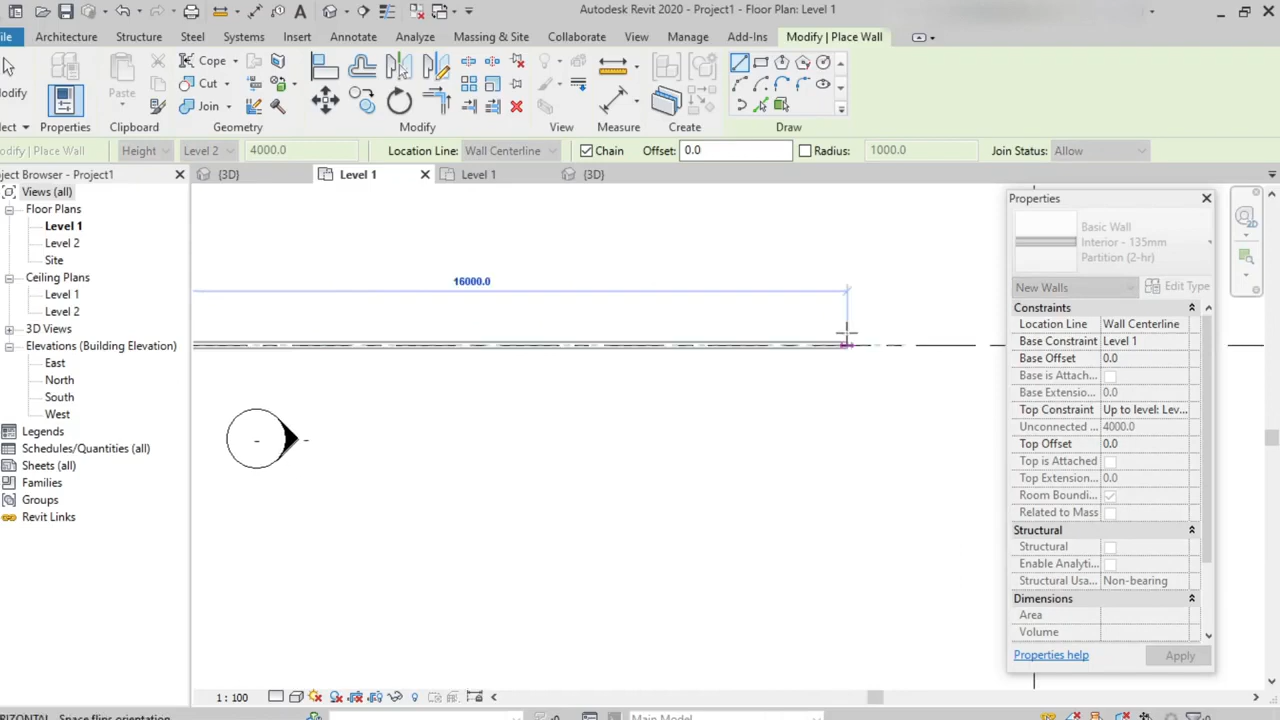 Autodesk Revit 2020 - Project1 - Floor Plan: Level 1
Architecture Structure Steel Systems Insert Annotate Analyze Massing & Site Collaborate View Manage Add-Ins Modify | Place Wall
Cope
Cut
Join
Paste
Properties Clipboard Geometry Modify View Measure Create Draw
Height Level 2 4000.0 Location Line: Wall Centerline Chain Offset: 0.0 Radius: 1000.0 Join Status: Allow
oject Browser - Project1
{3D} Level 1 Level 1 {3D}
Views (all)
Floor Plans
Level 1
Level 2
Site
Ceiling Plans
Level 1
Level 2
3D Views
Elevations (Building Elevation)
East
North
South
West
Legends
Schedules/Quantities (all)
Sheets (all)
Families
Groups
Revit Links
16000.0
Properties
Basic Wall
Interior - 135mm
Partition (2-hr)
New Walls Edit Type
Constraints
Location Line Wall Centerline
Base Constraint Level 1
Base Offset 0.0
Base is Attach...
Base Extensio... 0.0
Top Constraint Up to level: Lev...
Unconnected ... 4000.0
Top Offset 0.0
Top is Attached
Top Extension... 0.0
Room Boundi...
Related to Mass
Structural
Structural
Enable Analyti...
Structural Usa... Non-bearing
Dimensions
Area
Volume
Properties help Apply
1 : 100
ORIZONTAL Space flips orientation
Main Model